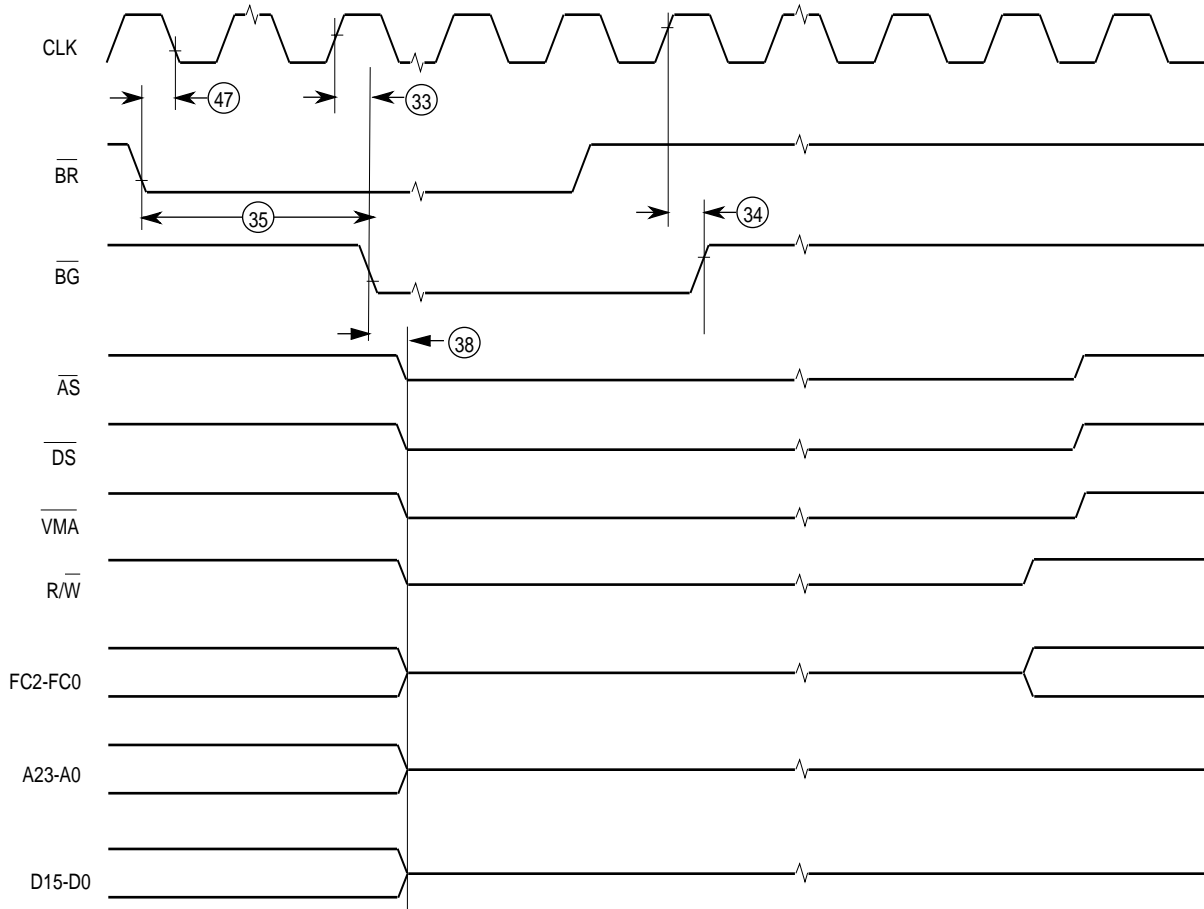 CLK
47
33
BR
35
34
BG
38
AS
DS
VMA
R/W
FC2-FC0
A23-A0
D15-D0